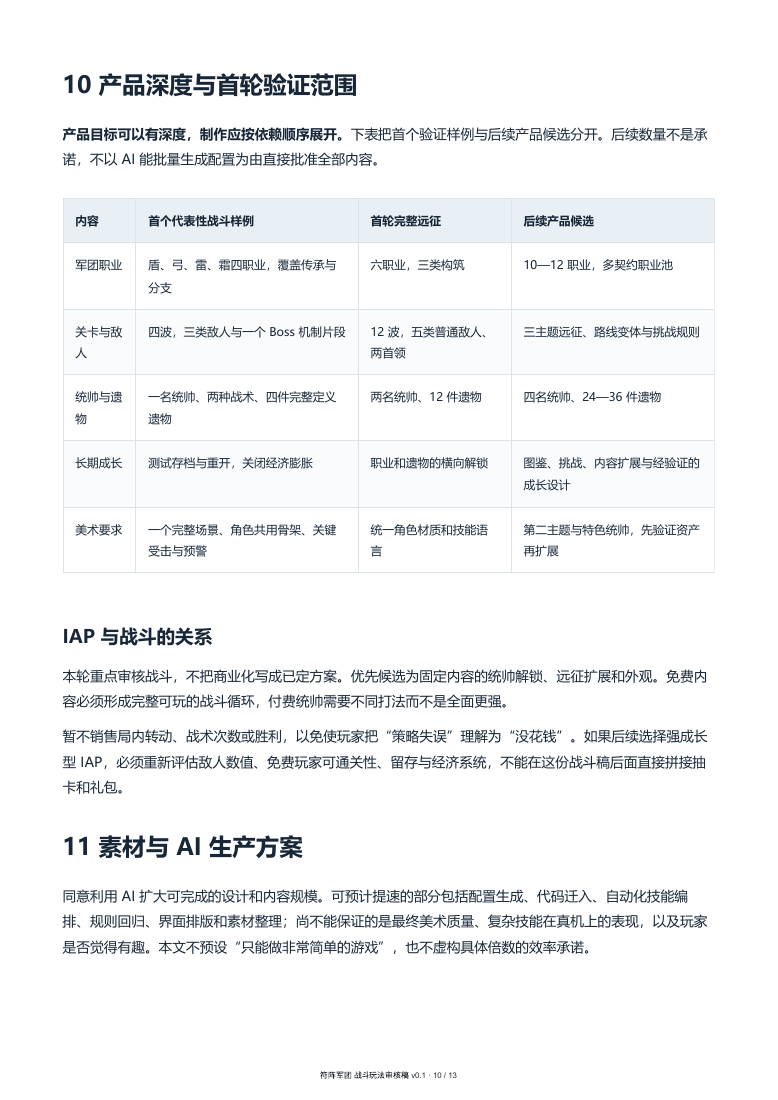 10 产品深度与首轮验证范围
产品目标可以有深度，制作应按依赖顺序展开。下表把首个验证样例与后续产品候选分开。后续数量不是承
诺，不以 AI 能批量生成配置为由直接批准全部内容。
内容 首个代表性战斗样例 首轮完整远征 后续产品候选
军团职业 盾、弓、雷、霜四职业，覆盖传承与
分支 六职业，三类构筑 10—12 职业，多契约职业池
关卡与敌
人 四波，三类敌人与一个 Boss 机制片段 12 波，五类普通敌人、
两首领 三主题远征、路线变体与挑战规则
统帅与遗
物 一名统帅、两种战术、四件完整定义
遗物 两名统帅、12 件遗物 四名统帅、24—36 件遗物
长期成长 测试存档与重开，关闭经济膨胀 职业和遗物的横向解锁 图鉴、挑战、内容扩展与经验证的
成长设计
美术要求 一个完整场景、角色共用骨架、关键
受击与预警 统一角色材质和技能语
言 第二主题与特色统帅，先验证资产
再扩展
IAP 与战斗的关系
本轮重点审核战斗，不把商业化写成已定方案。优先候选为固定内容的统帅解锁、远征扩展和外观。免费内
容必须形成完整可玩的战斗循环，付费统帅需要不同打法而不是全面更强。
暂不销售局内转动、战术次数或胜利，以免使玩家把“策略失误”理解为“没花钱”。如果后续选择强成长
型 IAP，必须重新评估敌人数值、免费玩家可通关性、留存与经济系统，不能在这份战斗稿后面直接拼接抽
卡和礼包。
11 素材与 AI 生产方案
同意利用 AI 扩大可完成的设计和内容规模。可预计提速的部分包括配置生成、代码迁入、自动化技能编
排、规则回归、界面排版和素材整理；尚不能保证的是最终美术质量、复杂技能在真机上的表现，以及玩家
是否觉得有趣。本文不预设“只能做非常简单的游戏”，也不虚构具体倍数的效率承诺。
符阵军团 战斗玩法审核稿 v0.1 · 10 / 13